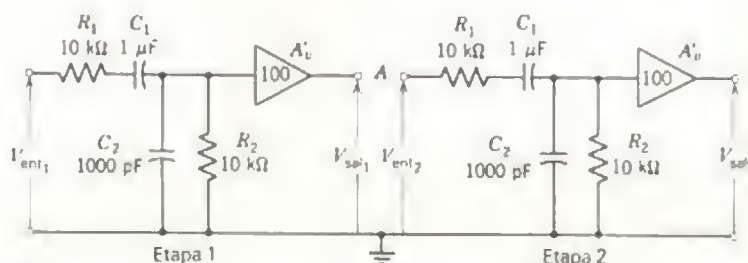 R₁ C₁
10 kΩ 1 µF
A'ᵥ
100
C₂
1000 pF
R₂
10 kΩ
Vent₁
Vsal₁
A
Etapa 1
R₁ C₁
10 kΩ 1 µF
A'ᵥ
100
C₂
1000 pF
R₂
10 kΩ
Vent₂
Etapa 2